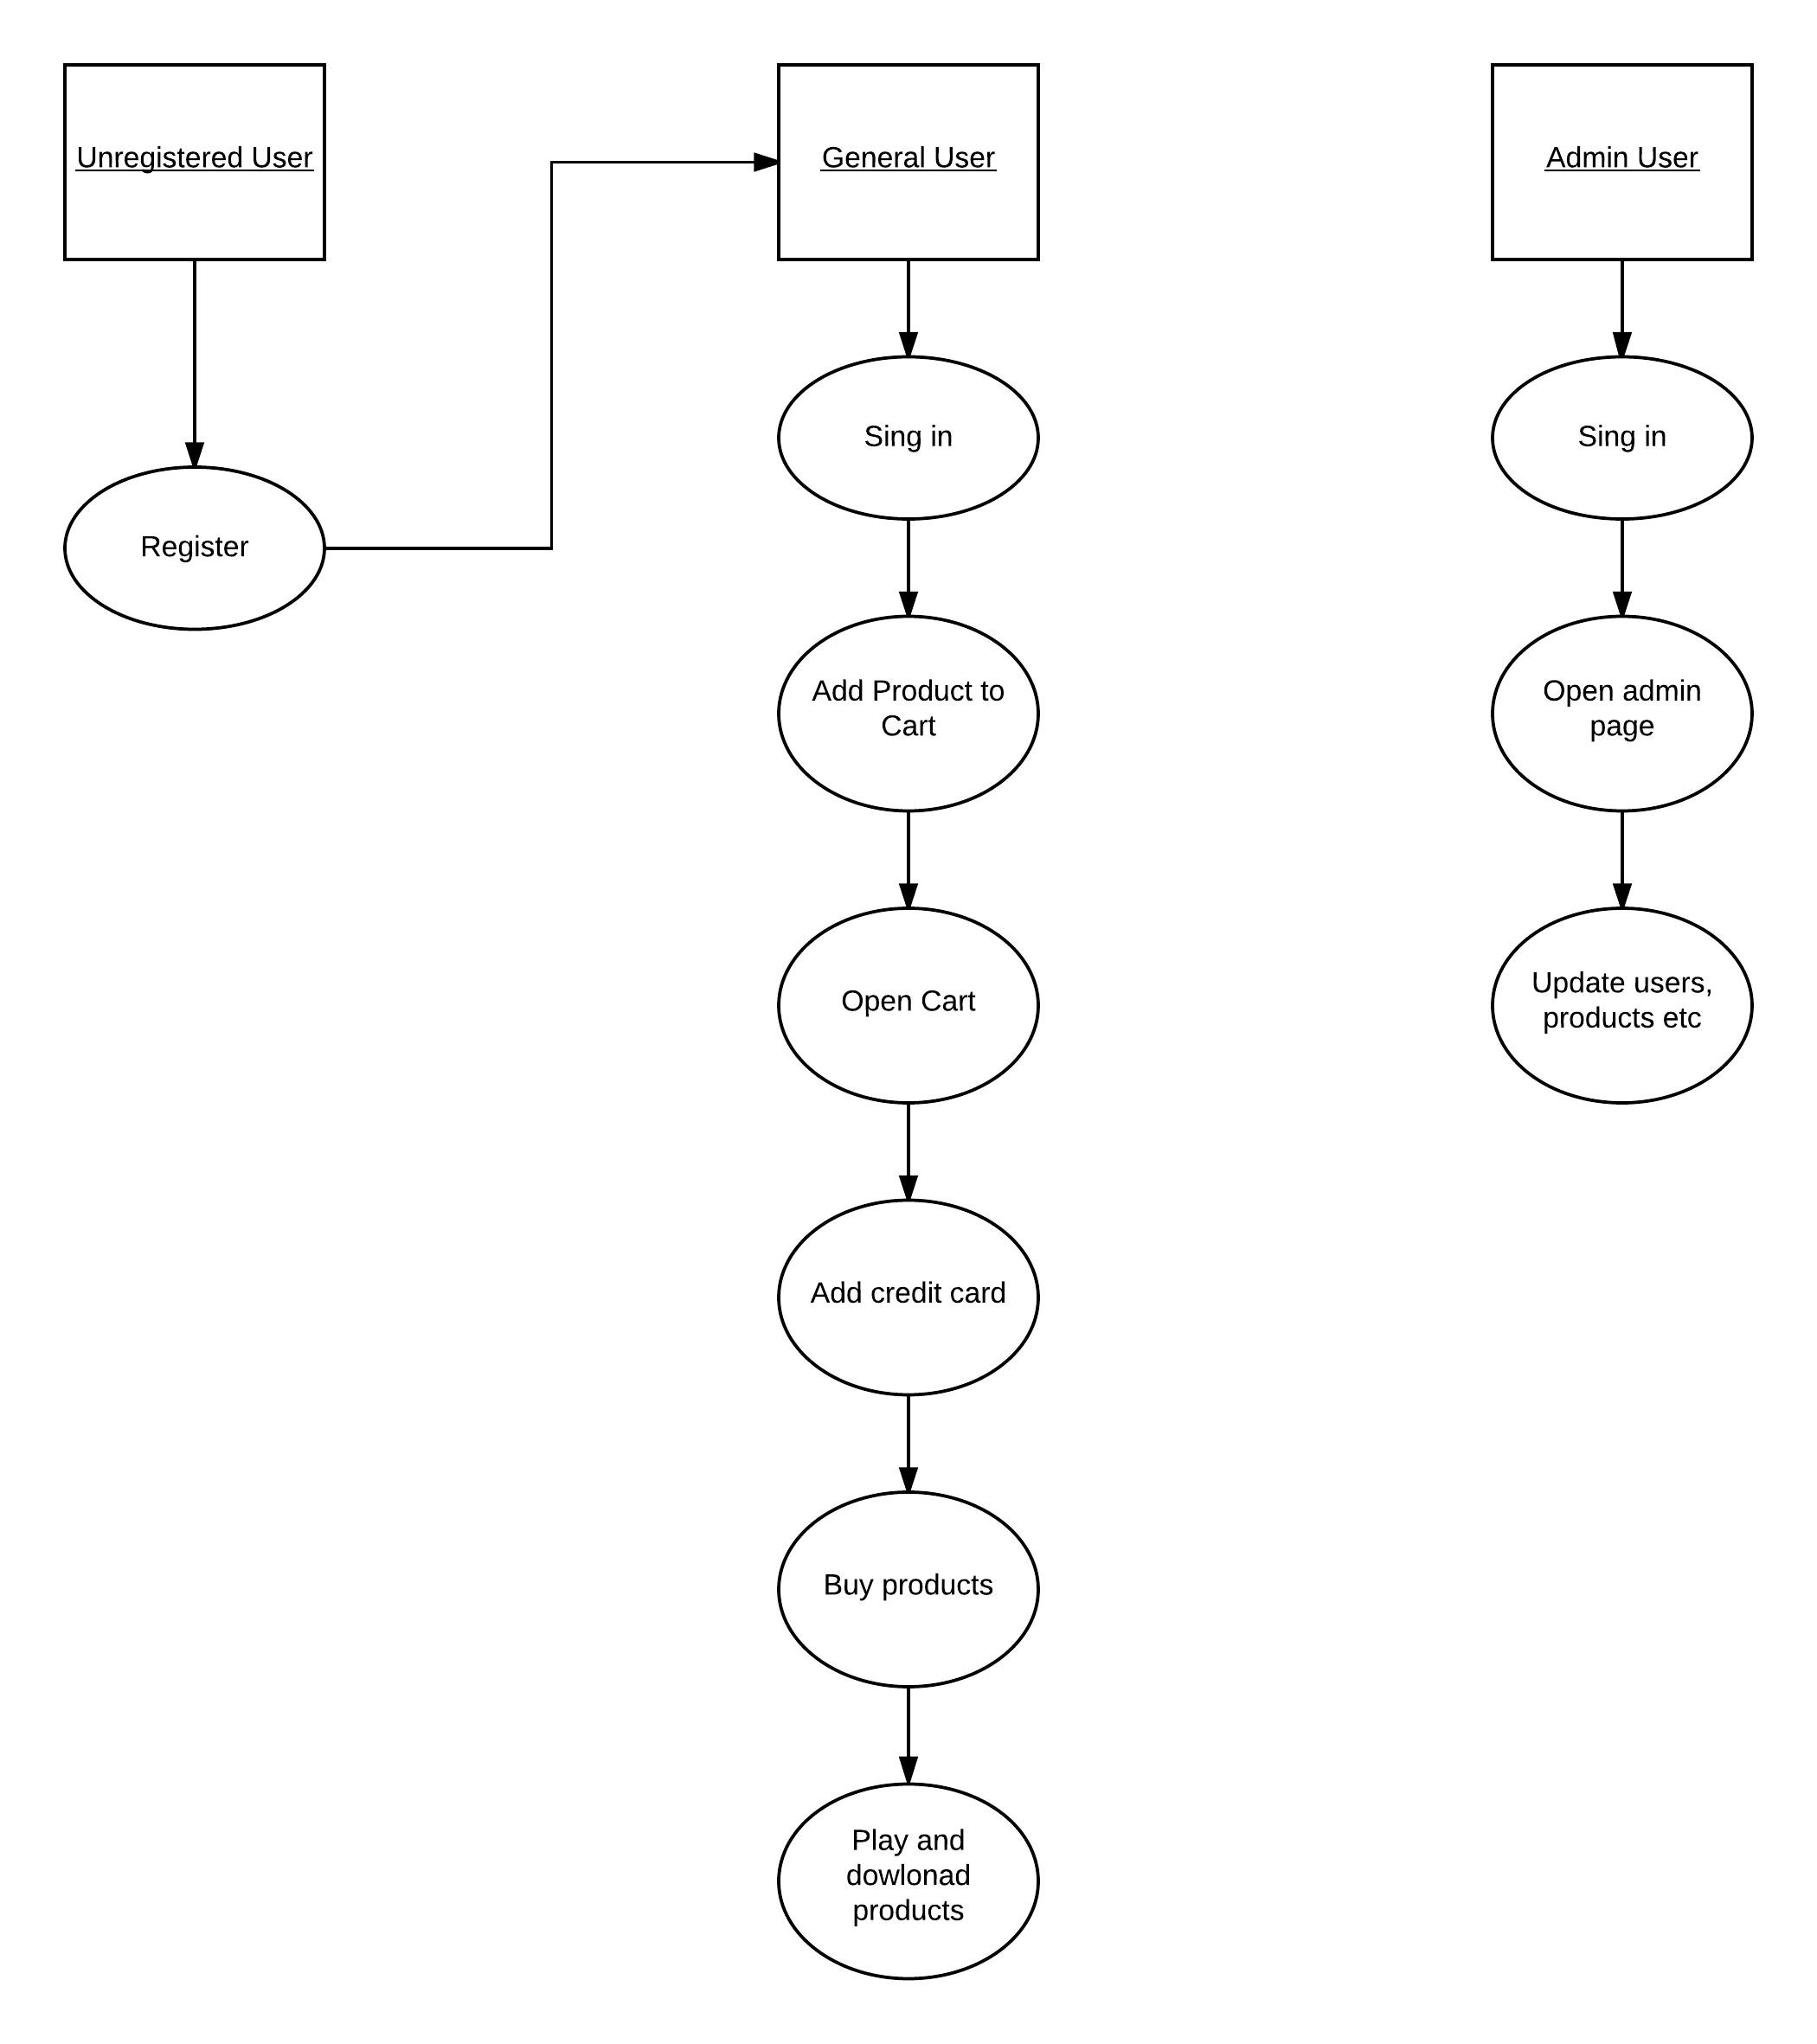 Unregistered User
General User
Admin User
Sing in
Sing in
Register
Add Product to
Cart
Open admin
page
Open Cart
Update users,
products etc
Add credit card
Buy products
Play and
dowlonad
products